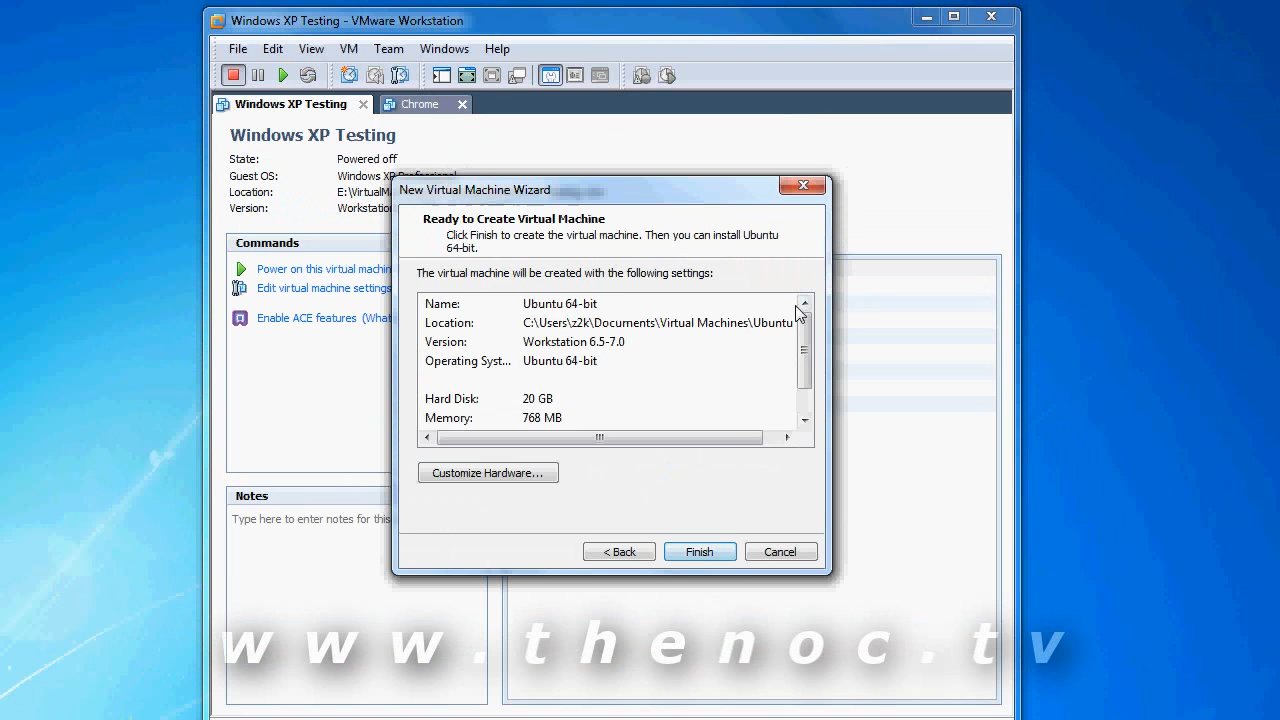 Windows XP Testing - VMware Workstation
File Edit View VM Team Windows Help
Windows XP Testing Chrome
Windows XP Testing
State: Powered off
Guest OS: Windows XP Professional
Location: E:\VirtualM
Version: Workstation
Commands
Power on this virtual machin
Edit virtual machine settings
Enable ACE features (What
Notes
Type here to enter notes for this
New Virtual Machine Wizard
Ready to Create Virtual Machine
Click Finish to create the virtual machine. Then you can install Ubuntu
64-bit.
The virtual machine will be created with the following settings:
Name: Ubuntu 64-bit
Location: C:\Users\z2k\Documents\Virtual Machines\Ubuntu
Version: Workstation 6.5-7.0
Operating Syst... Ubuntu 64-bit
Hard Disk: 20 GB
Memory: 768 MB
Customize Hardware...
< Back Finish Cancel
www.thenoc.tv